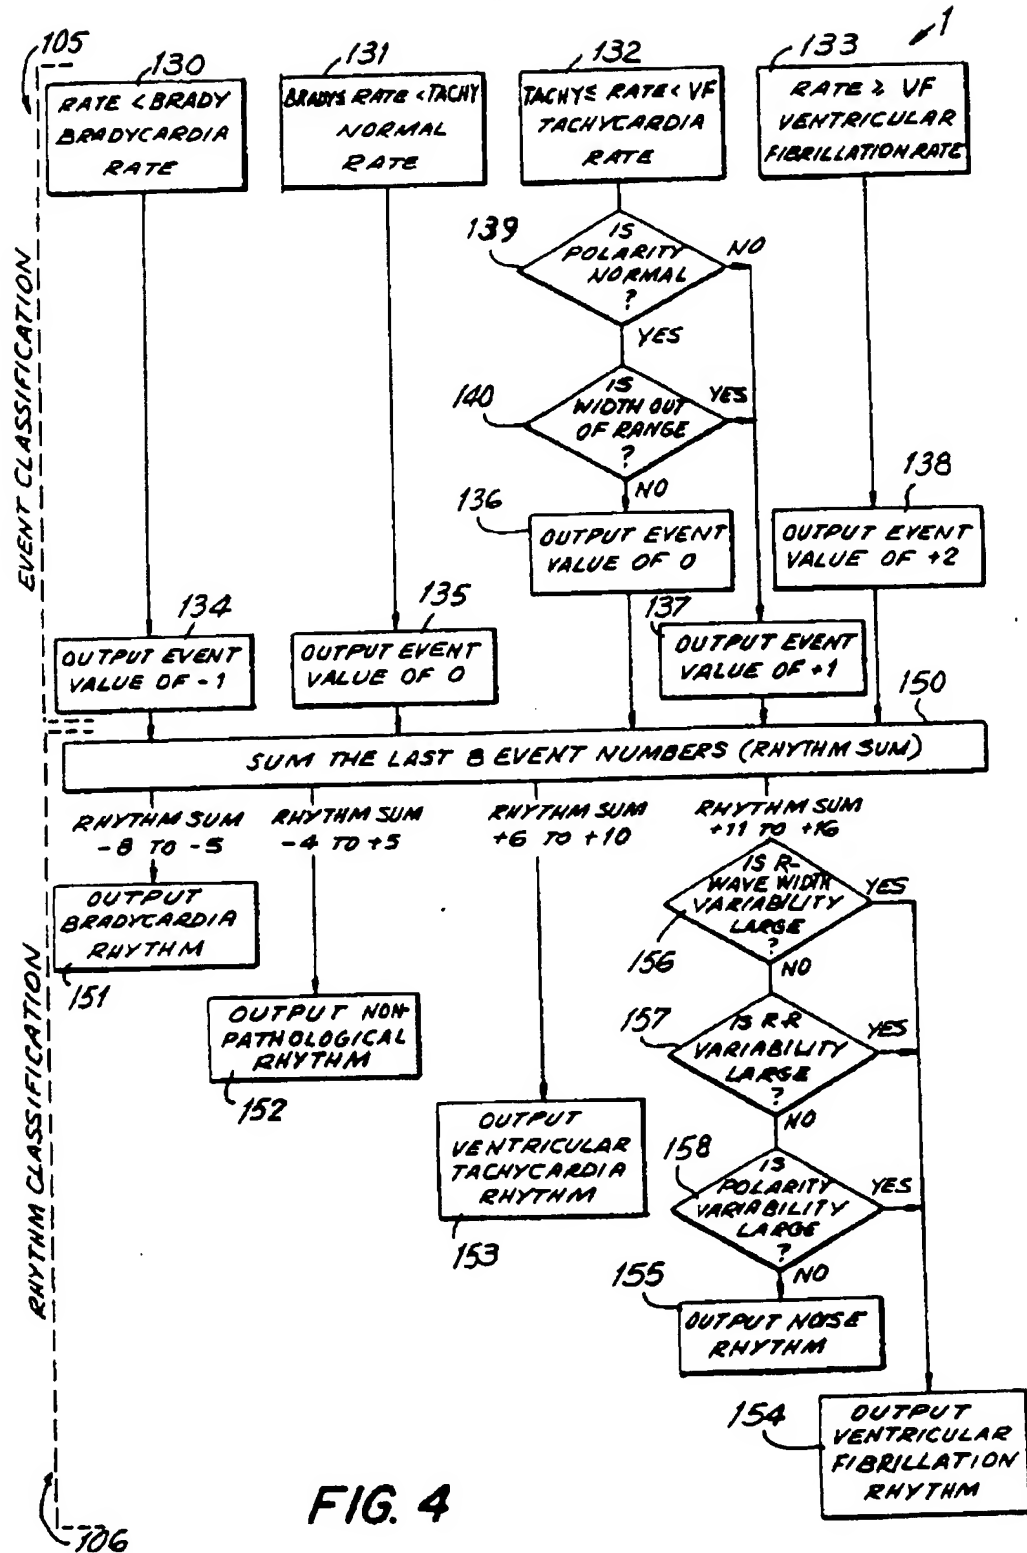 1
105
130
131
132
133
RATE < BRADY
BRADYCARDIA
RATE
BRADY≤ RATE < TACHY
NORMAL
RATE
TACHY≤ RATE < VF
TACHYCARDIA
RATE
RATE ≥ VF
VENTRICULAR
FIBRILLATION RATE
EVENT CLASSIFICATION
139
IS
POLARITY
NORMAL
?
NO
YES
140
IS
WIDTH OUT
OF RANGE
?
YES
NO
136
OUTPUT EVENT
VALUE OF 0
138
OUTPUT EVENT
VALUE OF +2
134
OUTPUT EVENT
VALUE OF -1
135
OUTPUT EVENT
VALUE OF 0
137
OUTPUT EVENT
VALUE OF +1
150
SUM THE LAST 8 EVENT NUMBERS (RHYTHM SUM)
RHYTHM SUM
-8 TO -5
RHYTHM SUM
-4 TO +5
RHYTHM SUM
+6 TO +10
RHYTHM SUM
+11 TO +16
RHYTHM CLASSIFICATION
OUTPUT
BRADYCARDIA
RHYTHM
151
OUTPUT NON-
PATHOLOGICAL
RHYTHM
152
OUTPUT
VENTRICULAR
TACHYCARDIA
RHYTHM
153
IS R-
WAVE WIDTH
VARIABILITY
LARGE
?
156
YES
NO
157
IS R-R
VARIABILITY
LARGE
?
YES
NO
158
IS
POLARITY
VARIABILITY
LARGE
?
YES
NO
155
OUTPUT NOISE
RHYTHM
154
OUTPUT
VENTRICULAR
FIBRILLATION
RHYTHM
106
FIG. 4